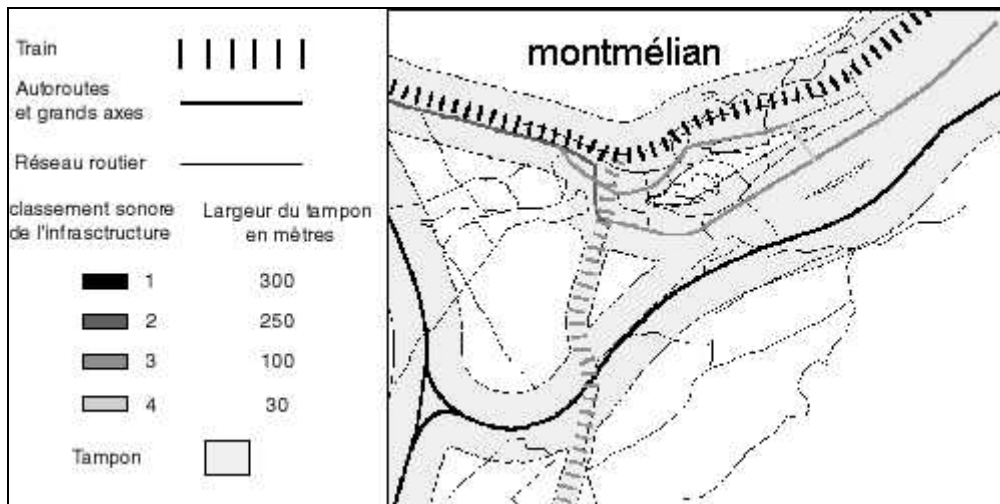 Train
Autoroutes
et grands axes
Réseau routier
classement sonore
de l'infrasctructure
Largeur du tampon
en mètres
1 300
2 250
3 100
4 30
Tampon
montmélian